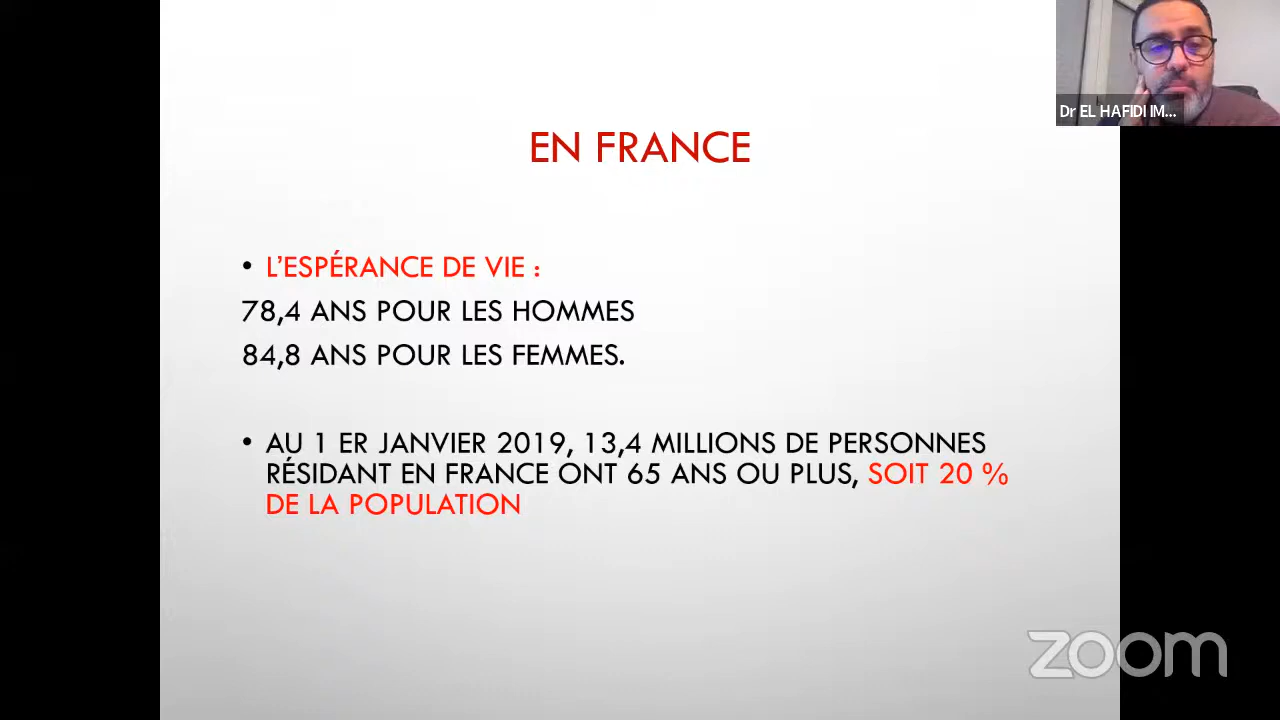 Dr EL HAFIDI IM...
EN FRANCE
• L'ESPÉRANCE DE VIE :
78,4 ANS POUR LES HOMMES
84,8 ANS POUR LES FEMMES.
• AU 1 ER JANVIER 2019, 13,4 MILLIONS DE PERSONNES
RÉSIDANT EN FRANCE ONT 65 ANS OU PLUS, SOIT 20 %
DE LA POPULATION
zoom